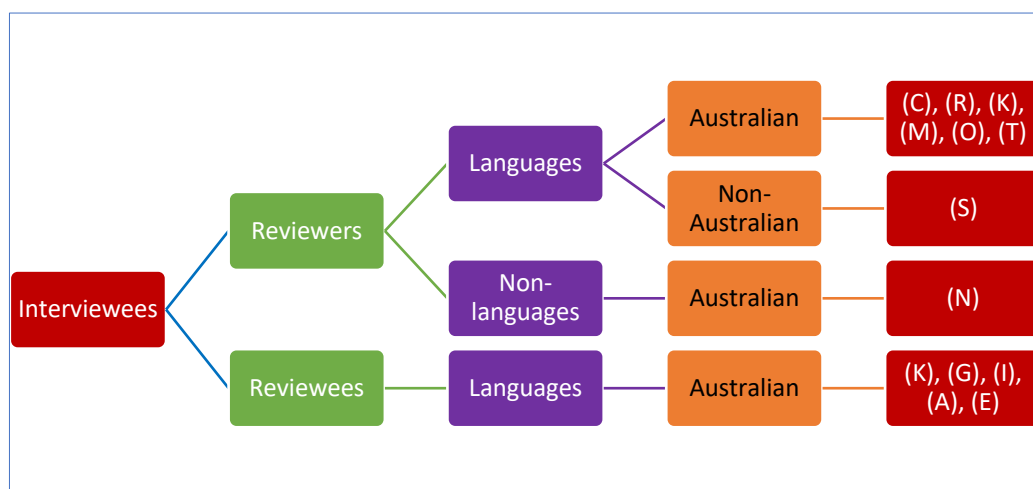 Interviewees
Reviewers
Languages
Australian
(C), (R), (K),
(M), (O), (T)
Non-
Australian
(S)
Non-
languages
Australian
(N)
Reviewees
Languages
Australian
(K), (G), (I),
(A), (E)